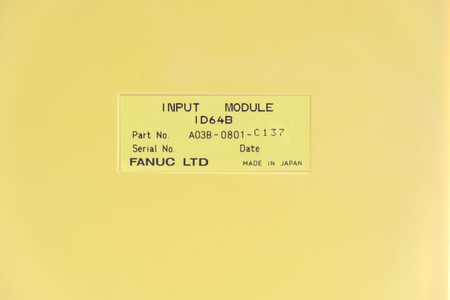 INPUT MODULE
ID64B
Part No. A03B-0801-C137
Serial No. Date
FANUC LTD MADE IN JAPAN